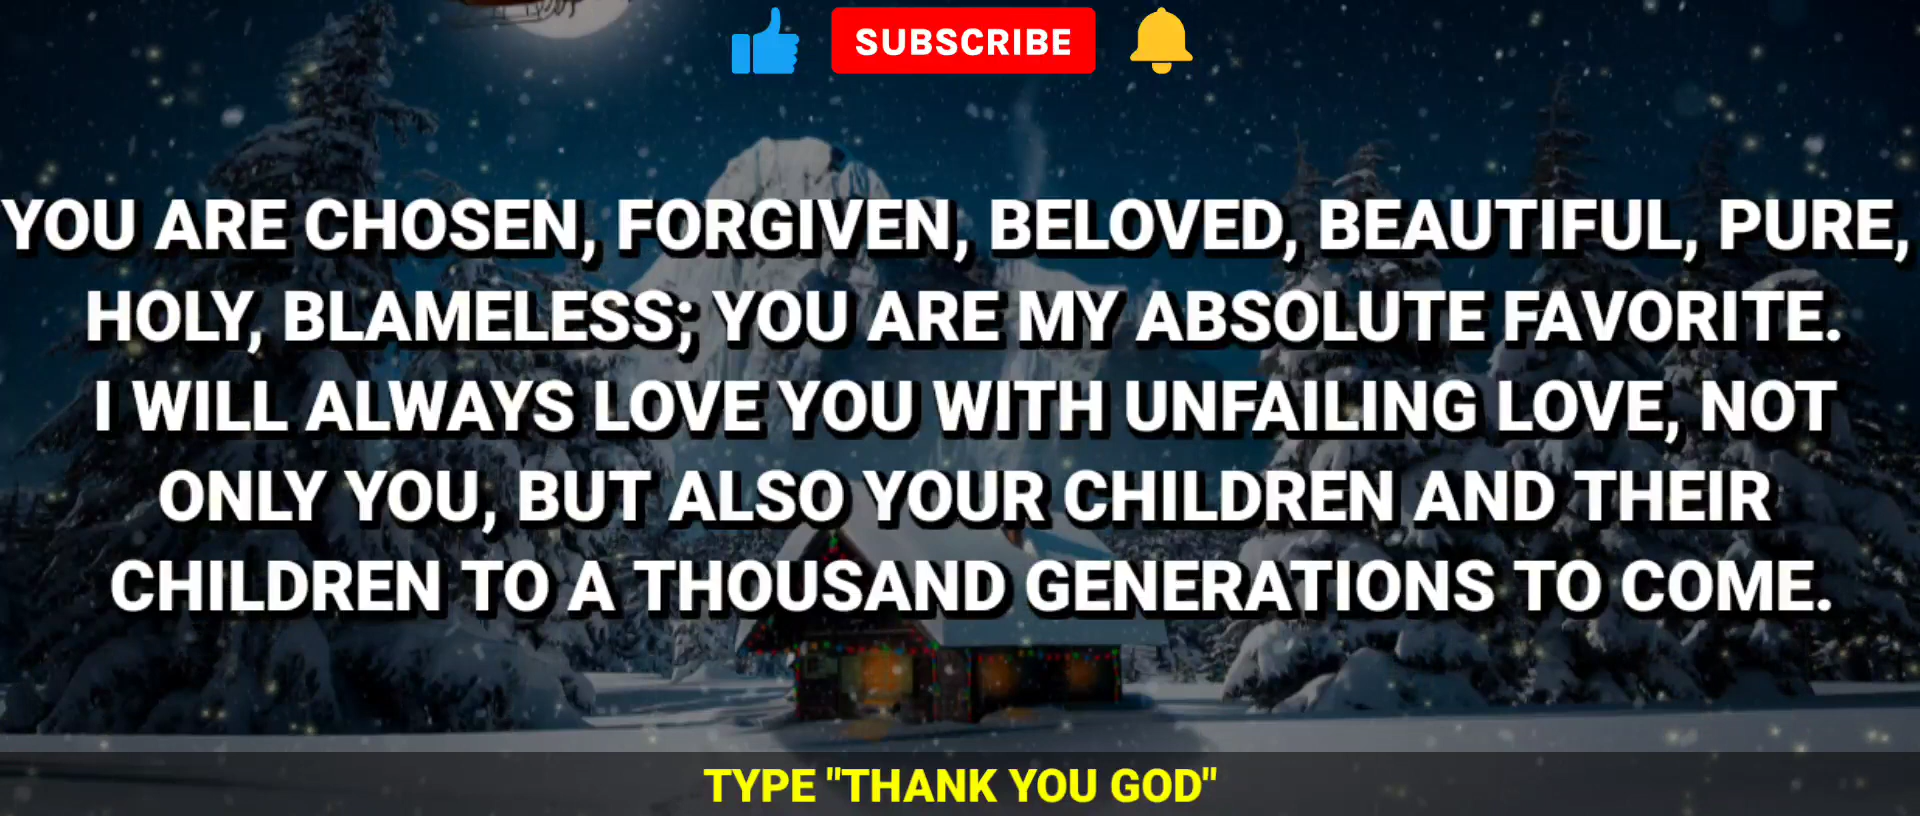 SUBSCRIBE
YOU ARE CHOSEN, FORGIVEN, BELOVED, BEAUTIFUL, PURE,
HOLY, BLAMELESS; YOU ARE MY ABSOLUTE FAVORITE.
I WILL ALWAYS LOVE YOU WITH UNFAILING LOVE, NOT
ONLY YOU, BUT ALSO YOUR CHILDREN AND THEIR
CHILDREN TO A THOUSAND GENERATIONS TO COME.
TYPE "THANK YOU GOD"